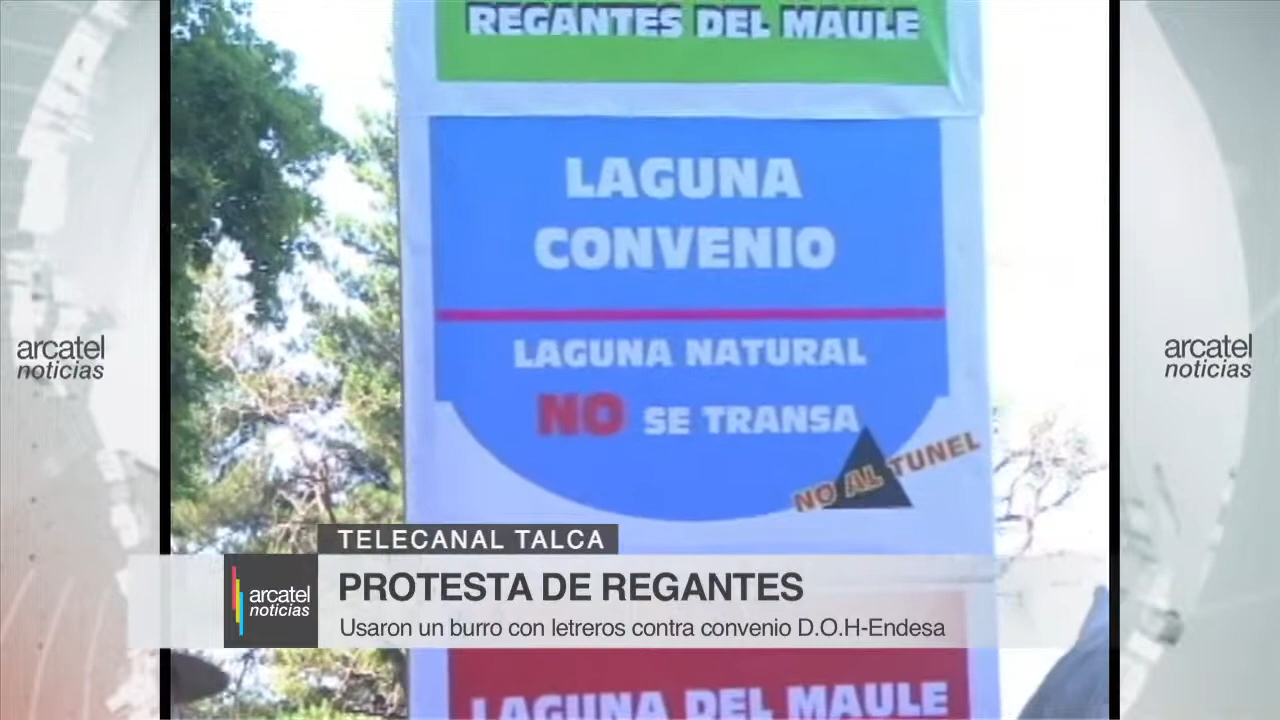 REGANTES DEL MAULE
LAGUNA
CONVENIO
LAGUNA NATURAL
NO SE TRANSA
NO AL TUNEL
arcatel
noticias
arcatel
noticias
TELECANAL TALCA
arcatel
noticias
PROTESTA DE REGANTES
Usaron un burro con letreros contra convenio D.O.H-Endesa
LAGUNA DEL MAULE